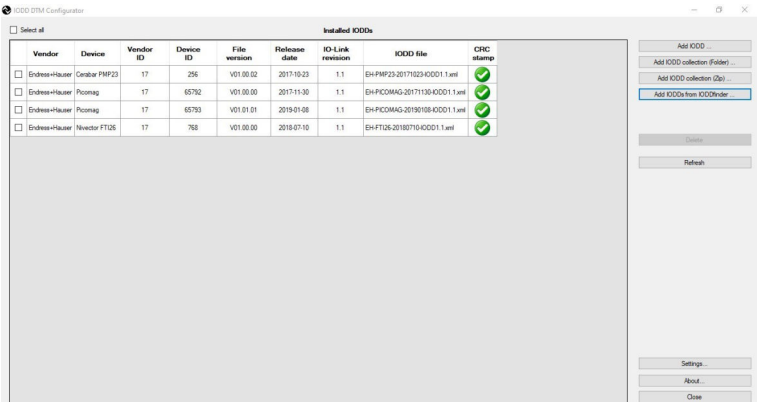 IODD DTM Configurator
Select all
Installed IODDs
Vendor Device Vendor ID Device ID File version Release date IO-Link revision IODD file CRC stamp
Endress+Hauser Cerabar PMP23 17 256 V01.00.02 2017-10-23 1.1 EH-PMP23-20171023-IODD1.1.xml
Endress+Hauser Picomag 17 65792 V01.00.00 2017-11-30 1.1 EH-PICOMAG-20171130-IODD1.1.xml
Endress+Hauser Picomag 17 65793 V01.01.01 2019-01-08 1.1 EH-PICOMAG-20190108-IODD1.1.xml
Endress+Hauser Nivector FTI26 17 768 V01.00.00 2018-07-10 1.1 EH-FTI26-20180710-IODD1.1.xml
Add IODD ...
Add IODD collection (Folder) ...
Add IODD collection (Zip) ...
Add IODDs from IODDfinder ...
Delete
Refresh
Settings...
About...
Close